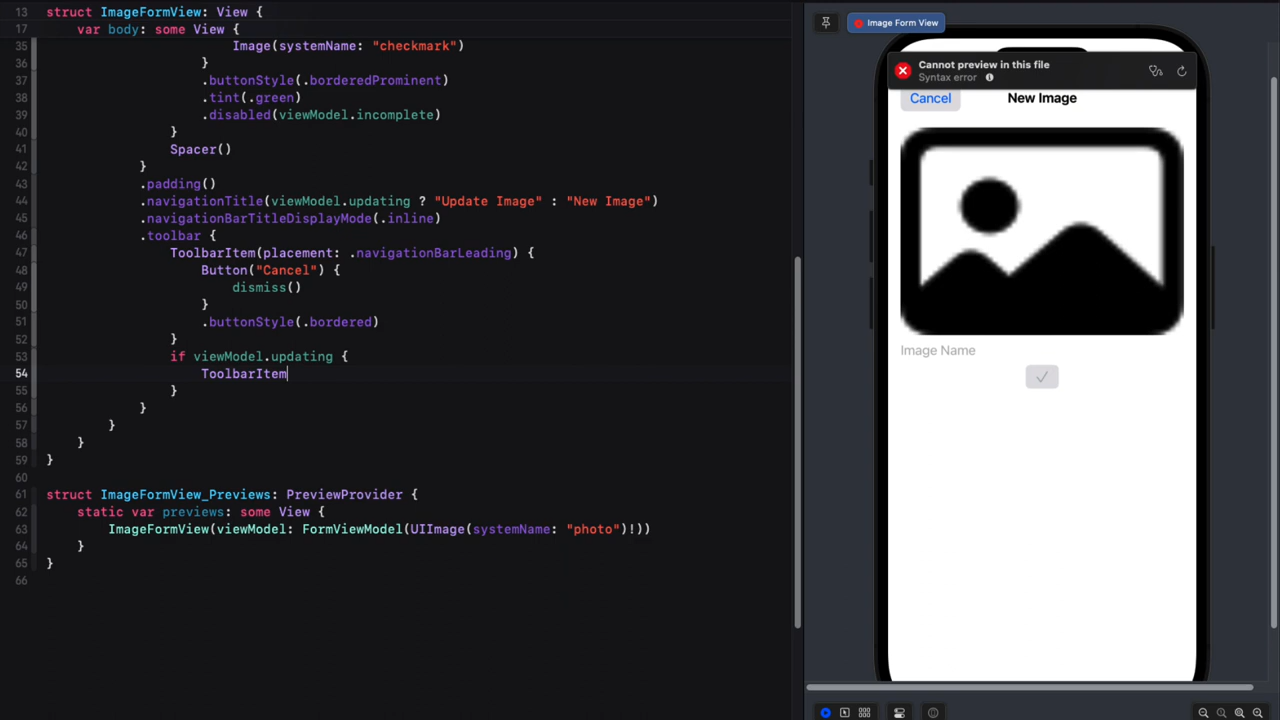 13 struct ImageFormView: View {
17 var body: some View {
35 Image(systemName: "checkmark")
36 }
37 .buttonStyle(.borderedProminent)
38 .tint(.green)
39 .disabled(viewModel.incomplete)
40 }
41 Spacer()
42 }
43 .padding()
44 .navigationTitle(viewModel.updating ? "Update Image" : "New Image")
45 .navigationBarTitleDisplayMode(.inline)
46 .toolbar {
47 ToolbarItem(placement: .navigationBarLeading) {
48 Button("Cancel") {
49 dismiss()
50 }
51 .buttonStyle(.bordered)
52 }
53 if viewModel.updating {
54 ToolbarItem
55 }
56 }
57 }
58 }
59 }
60
61 struct ImageFormView_Previews: PreviewProvider {
62 static var previews: some View {
63 ImageFormView(viewModel: FormViewModel(UIImage(systemName: "photo")!))
64 }
65 }
66
Image Form View
Cannot preview in this file
Syntax error
Cancel New Image
Image Name